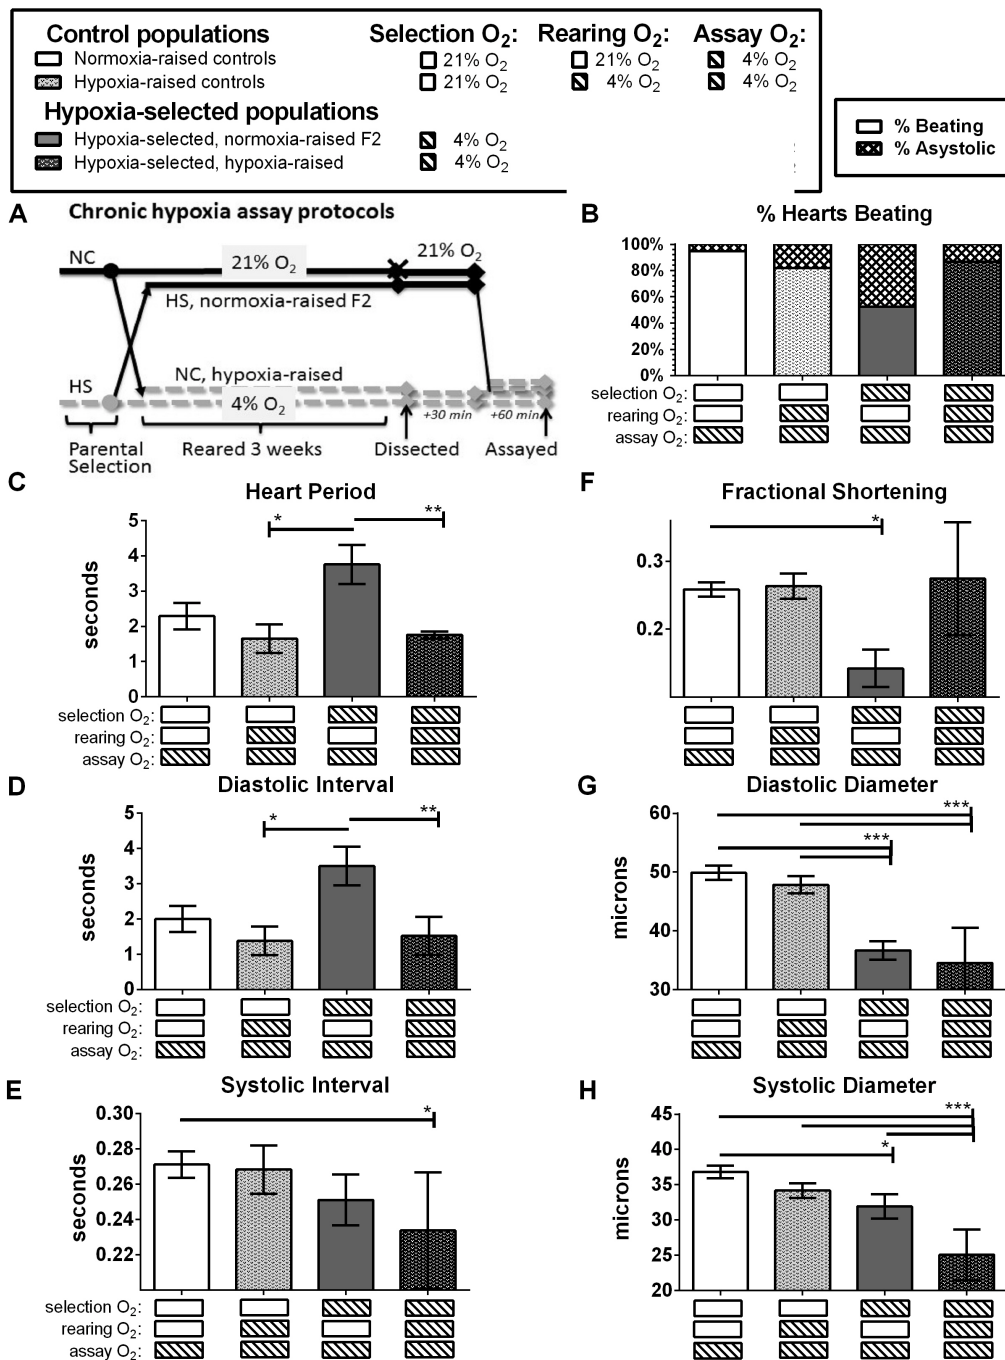 Control populations Selection O2: Rearing O2: Assay O2:
Normoxia-raised controls 21% O2 21% O2 4% O2
Hypoxia-raised controls 21% O2 4% O2 4% O2
Hypoxia-selected populations
Hypoxia-selected, normoxia-raised F2 4% O2
Hypoxia-selected, hypoxia-raised 4% O2
% Beating
% Asystolic
A Chronic hypoxia assay protocols
NC
21% O2
21% O2
HS, normoxia-raised F2
NC, hypoxia-raised
HS
4% O2
+30 min
+60 min
Parental
Selection
Reared 3 weeks
Dissected
Assayed
B % Hearts Beating
100%
80%
60%
40%
20%
0%
selection O2:
rearing O2:
assay O2:
C Heart Period
seconds
5
4
3
2
1
0
*
**
selection O2:
rearing O2:
assay O2:
F Fractional Shortening
0.3
0.2
*
D Diastolic Interval
seconds
5
4
3
2
1
0
*
**
selection O2:
rearing O2:
assay O2:
G Diastolic Diameter
microns
60
50
40
30
***
***
E Systolic Interval
seconds
0.30
0.28
0.26
0.24
0.22
*
selection O2:
rearing O2:
assay O2:
H Systolic Diameter
microns
45
40
35
30
25
20
***
*